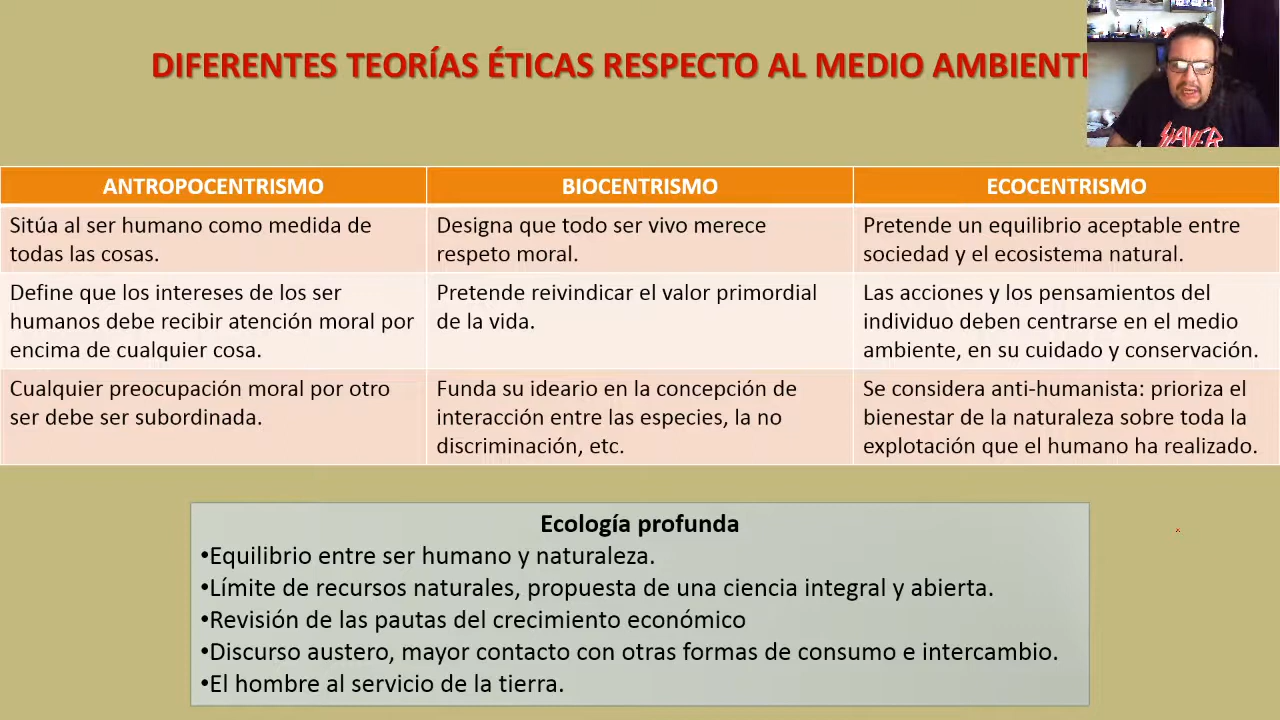 DIFERENTES TEORÍAS ÉTICAS RESPECTO AL MEDIO AMBIENTE
SLAYER
ANTROPOCENTRISMO
BIOCENTRISMO
ECOCENTRISMO
Sitúa al ser humano como medida de
todas las cosas.
Designa que todo ser vivo merece
respeto moral.
Pretende un equilibrio aceptable entre
sociedad y el ecosistema natural.
Define que los intereses de los ser
humanos debe recibir atención moral por
encima de cualquier cosa.
Pretende reivindicar el valor primordial
de la vida.
Las acciones y los pensamientos del
individuo deben centrarse en el medio
ambiente, en su cuidado y conservación.
Cualquier preocupación moral por otro
ser debe ser subordinada.
Funda su ideario en la concepción de
interacción entre las especies, la no
discriminación, etc.
Se considera anti-humanista: prioriza el
bienestar de la naturaleza sobre toda la
explotación que el humano ha realizado.
Ecología profunda
•Equilibrio entre ser humano y naturaleza.
•Límite de recursos naturales, propuesta de una ciencia integral y abierta.
•Revisión de las pautas del crecimiento económico
•Discurso austero, mayor contacto con otras formas de consumo e intercambio.
•El hombre al servicio de la tierra.